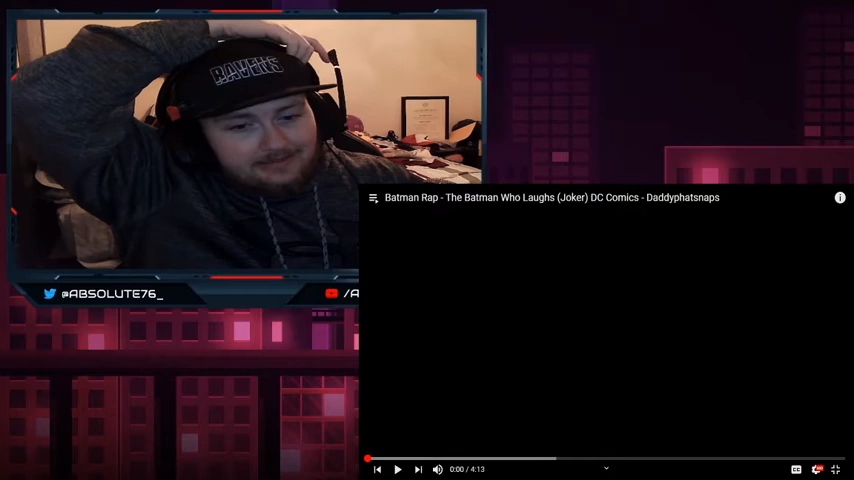 RAVENS
Batman Rap - The Batman Who Laughs (Joker) DC Comics - Daddyphatsnaps
@ABSOLUTE76_
/A
0:00 / 4:13